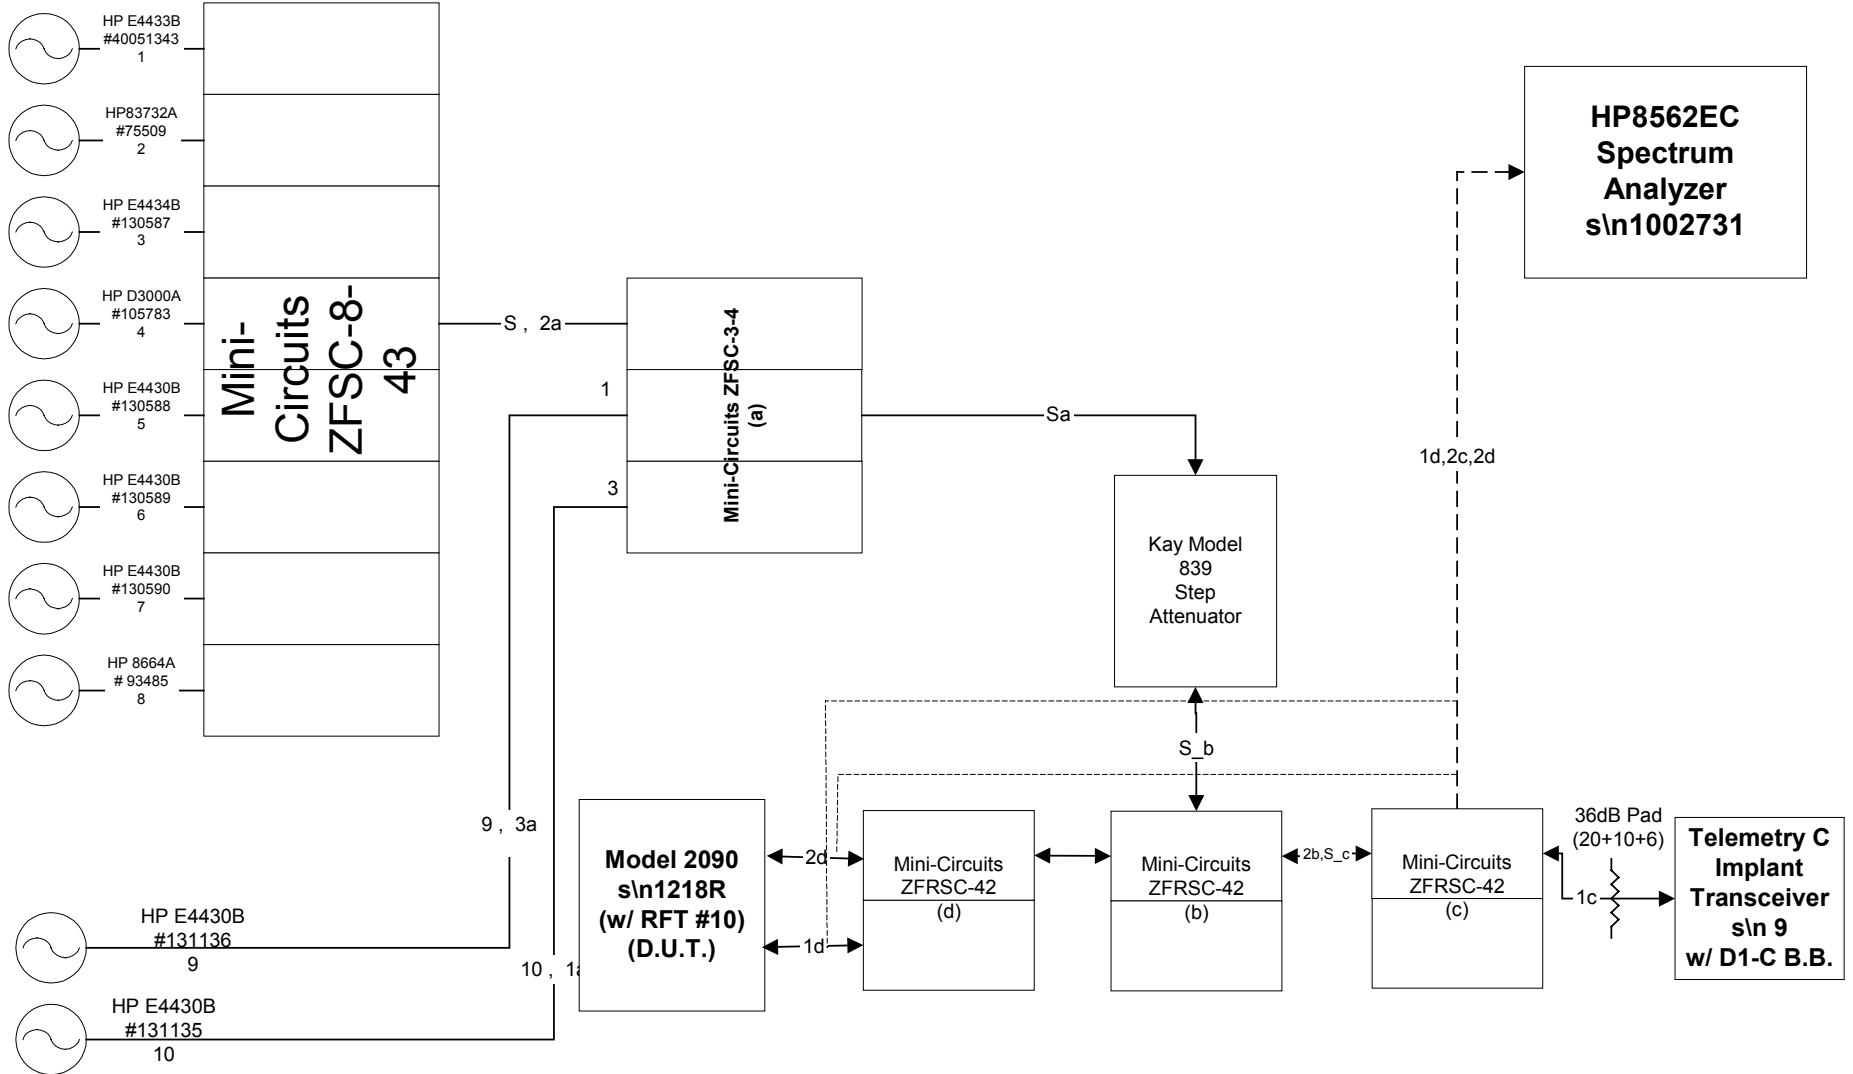 HP E4433B
#40051343
1
HP83732A
#75509
2
HP E4434B
#130587
3
HP D3000A
#105783
4
HP E4430B
#130588
5
HP E4430B
#130589
6
HP E4430B
#130590
7
HP 8664A
# 93485
8
Mini-
Circuits
ZFSC-8-
43
S , 2a
1
3
Mini-Circuits ZFSC-3-4
(a)
Sa
Kay Model
839
Step
Attenuator
S_b
HP8562EC
Spectrum
Analyzer
s\n1002731
1d,2c,2d
9 , 3a
10 , 1a
HP E4430B
#131136
9
HP E4430B
#131135
10
Model 2090
s\n1218R
(w/ RFT #10)
(D.U.T.)
2d
1d
Mini-Circuits
ZFRSC-42
(d)
Mini-Circuits
ZFRSC-42
(b)
2b,S_c
Mini-Circuits
ZFRSC-42
(c)
36dB Pad
(20+10+6)
1c
Telemetry C
Implant
Transceiver
s\n 9
w/ D1-C B.B.